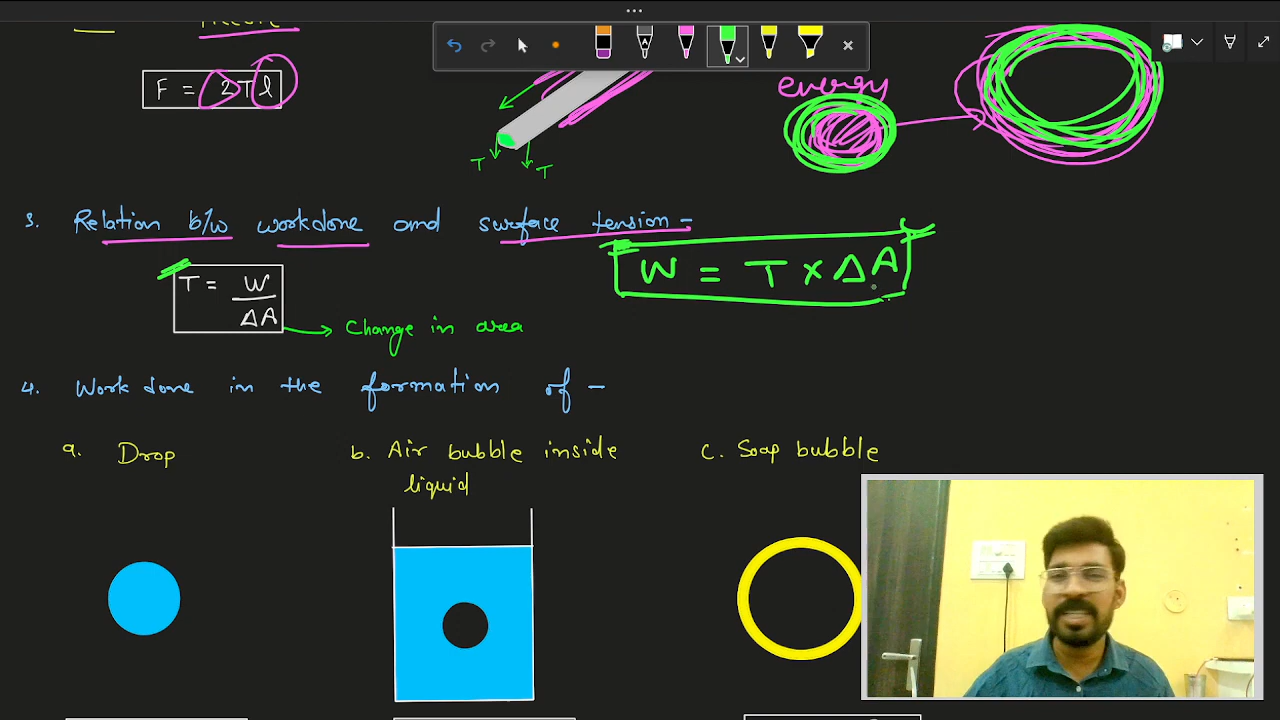 F = 2Tl
energy
T T
3. Relation b/w workdone and surface tension -
W = T × ΔA
T = W/ΔA
Change in area
4. Work done in the formation of -
a. Drop
b. Air bubble inside
liquid
c. Soap bubble